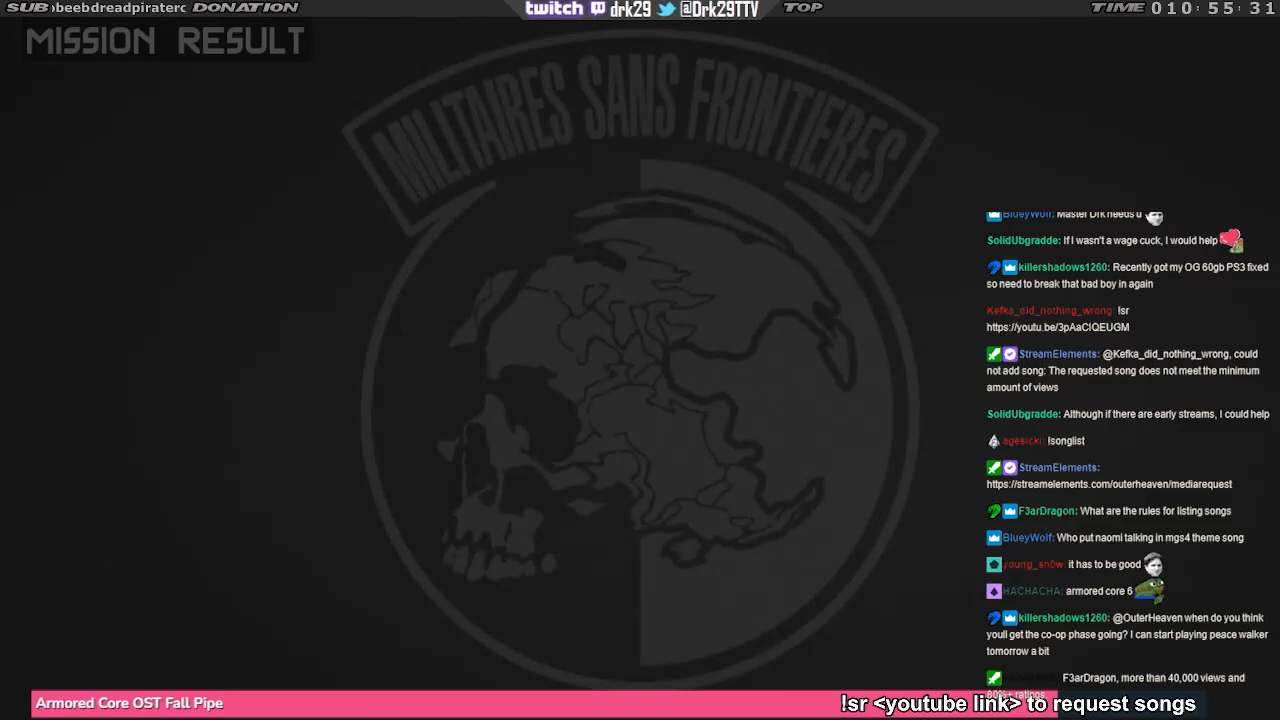 SUB beebdreadpiraterc DONATION twitch drk29 @Drk29TTV TOP TIME 010:55:31
MISSION RESULT
MILITAIRES SANS FRONTIERES
BlueyWolf: Master Drk needs u
SolidUbgradde: If I wasn't a wage cuck, I would help
killershadows1260: Recently got my OG 60gb PS3 fixed
so need to break that bad boy in again
Kefka_did_nothing_wrong: !sr
https://youtu.be/3pAaCIQEUGM
StreamElements: @Kefka_did_nothing_wrong, could
not add song: The requested song does not meet the minimum
amount of views
SolidUbgradde: Although if there are early streams, I could help
agesicki: !songlist
StreamElements:
https://streamelements.com/outerheaven/mediarequest
F3arDragon: What are the rules for listing songs
BlueyWolf: Who put naomi talking in mgs4 theme song
young_sn0w: it has to be good
HACHACHA: armored core 6
killershadows1260: @OuterHeaven when do you think
youll get the co-op phase going? I can start playing peace walker
tomorrow a bit
F3arDragon, more than 40,000 views and
80%+ ratings
Armored Core OST Fall Pipe
!sr <youtube link> to request songs